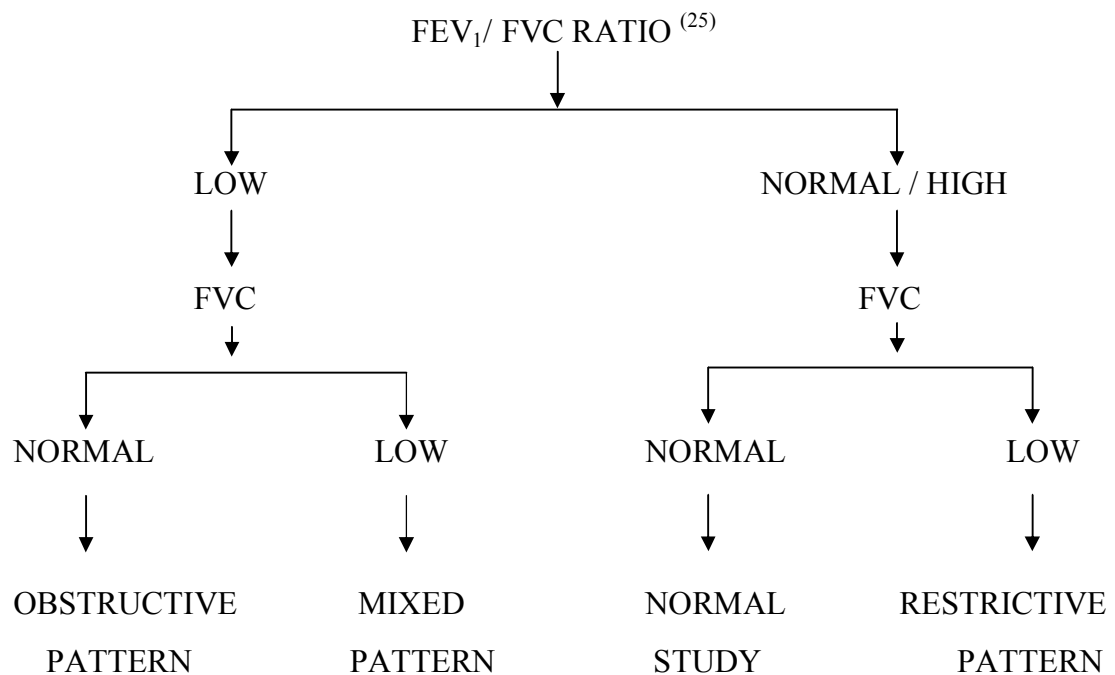 FEV₁/ FVC RATIO ⁽²⁵⁾
LOW NORMAL / HIGH
FVC FVC
NORMAL LOW NORMAL LOW
OBSTRUCTIVE MIXED NORMAL RESTRICTIVE
PATTERN PATTERN STUDY PATTERN